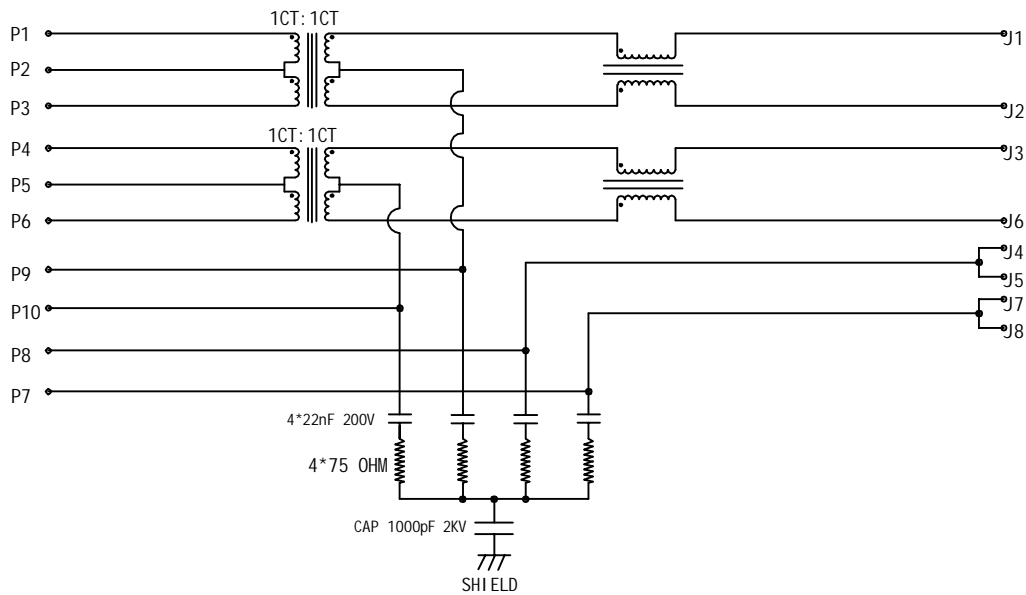 1CT:1CT
P1
J1
P2
P3
J2
1CT:1CT
P4
J3
P5
P6
J6
J4
P9
J5
J7
P10
J8
P8
P7
4*22nF 200V
4*75 OHM
CAP 1000pF 2KV
SHIELD